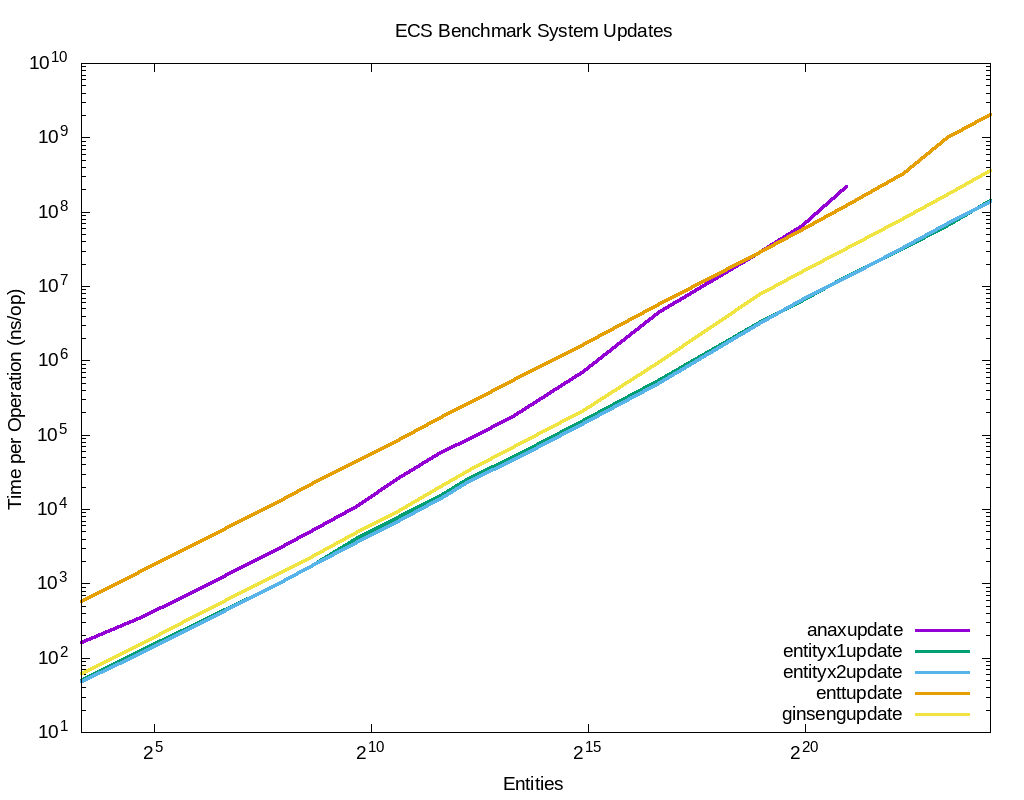 ECS Benchmark System Updates
10^10
10^9
10^8
10^7
10^6
10^5
10^4
10^3
10^2
10^1
Time per Operation (ns/op)
anaxupdate
entityx1update
entityx2update
enttupdate
ginsengupdate
2^5 2^10 2^15 2^20
Entities